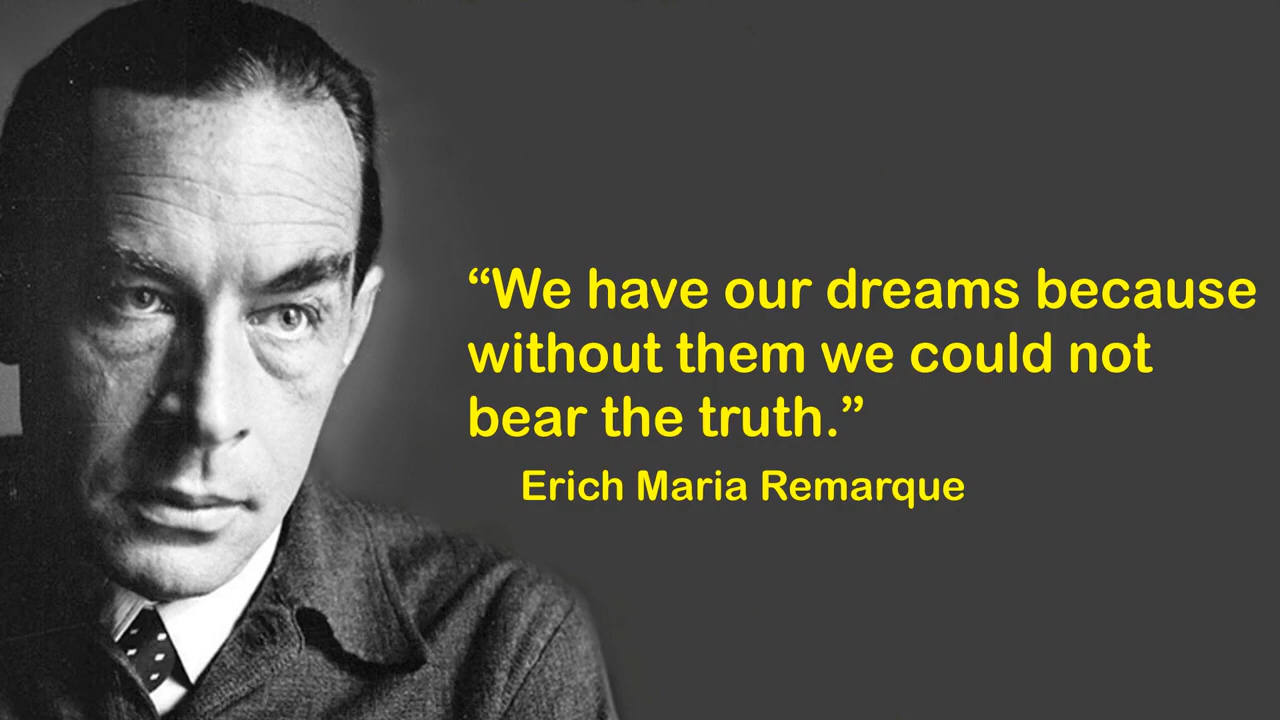 “We have our dreams because
without them we could not
bear the truth.”
Erich Maria Remarque